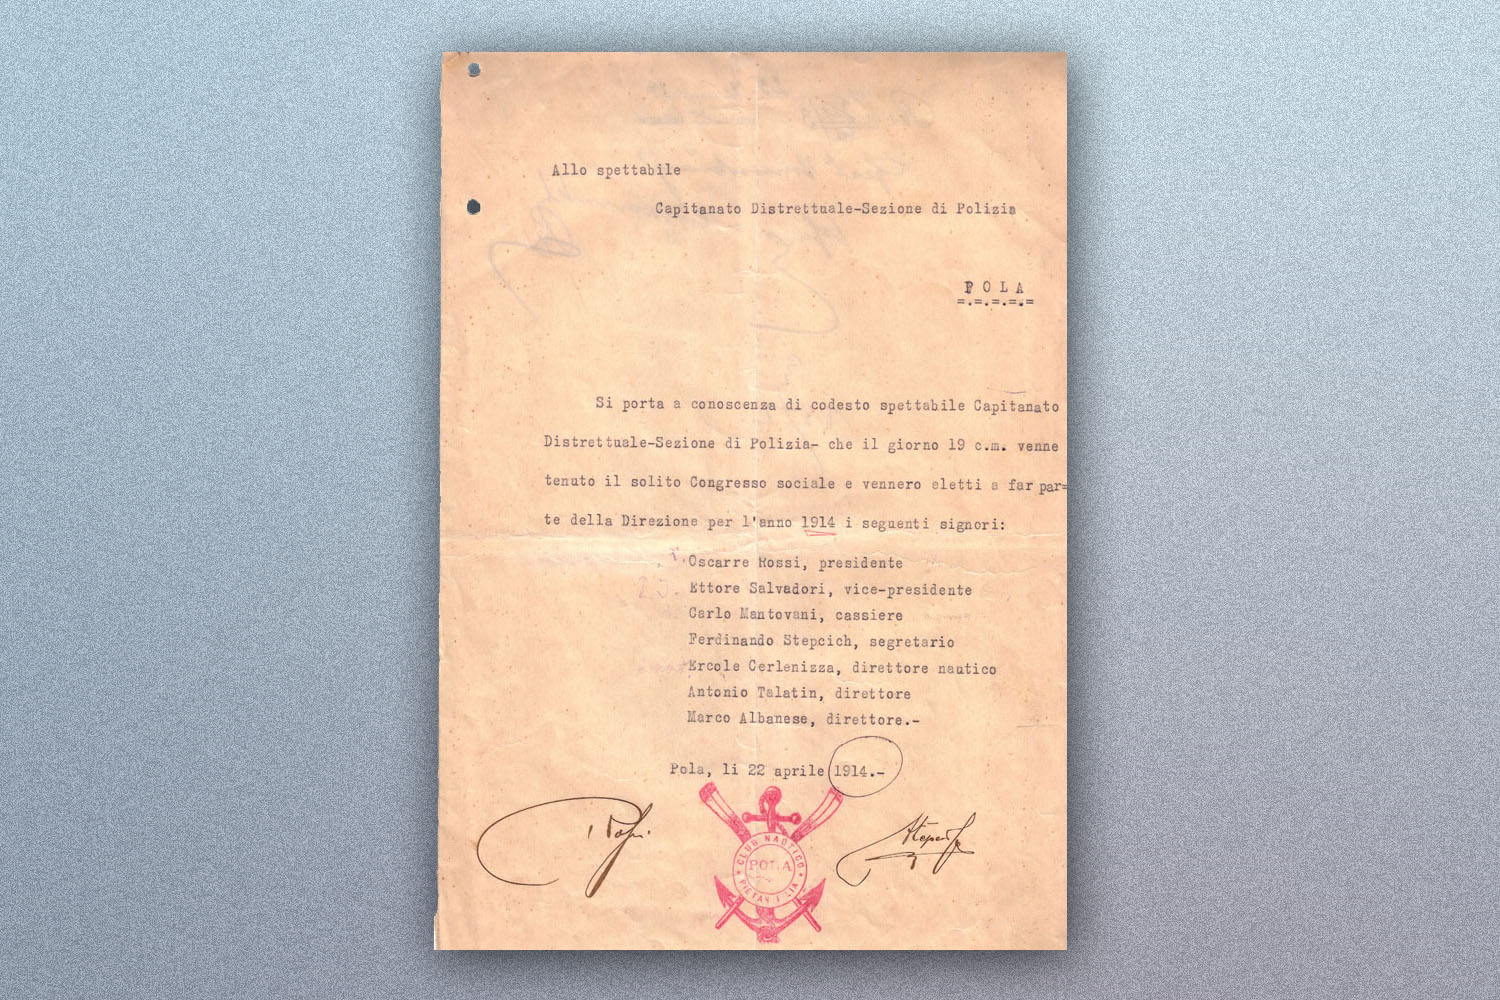 Allo spettabile
Capitanato Distrettuale-Sezione di Polizia
POLA
=.=.=.=.=
Si porta a conoscenza di codesto spettabile Capitanato
Distrettuale-Sezione di Polizia- che il giorno 19 c.m. venne
tenuto il solito Congresso sociale e vennero eletti a far par=
te della Direzione per l'anno 1914 i seguenti signori:
Oscarre Rossi, presidente
Ettore Salvadori, vice-presidente
Carlo Mantovani, cassiere
Ferdinando Stepcich, segretario
Ercole Cerlenizza, direttore nautico
Antonio Talatin, direttore
Marco Albanese, direttore.-
Pola, li 22 aprile 1914.-
CLUB NAUTICO
POLA
PIETAS IULIA